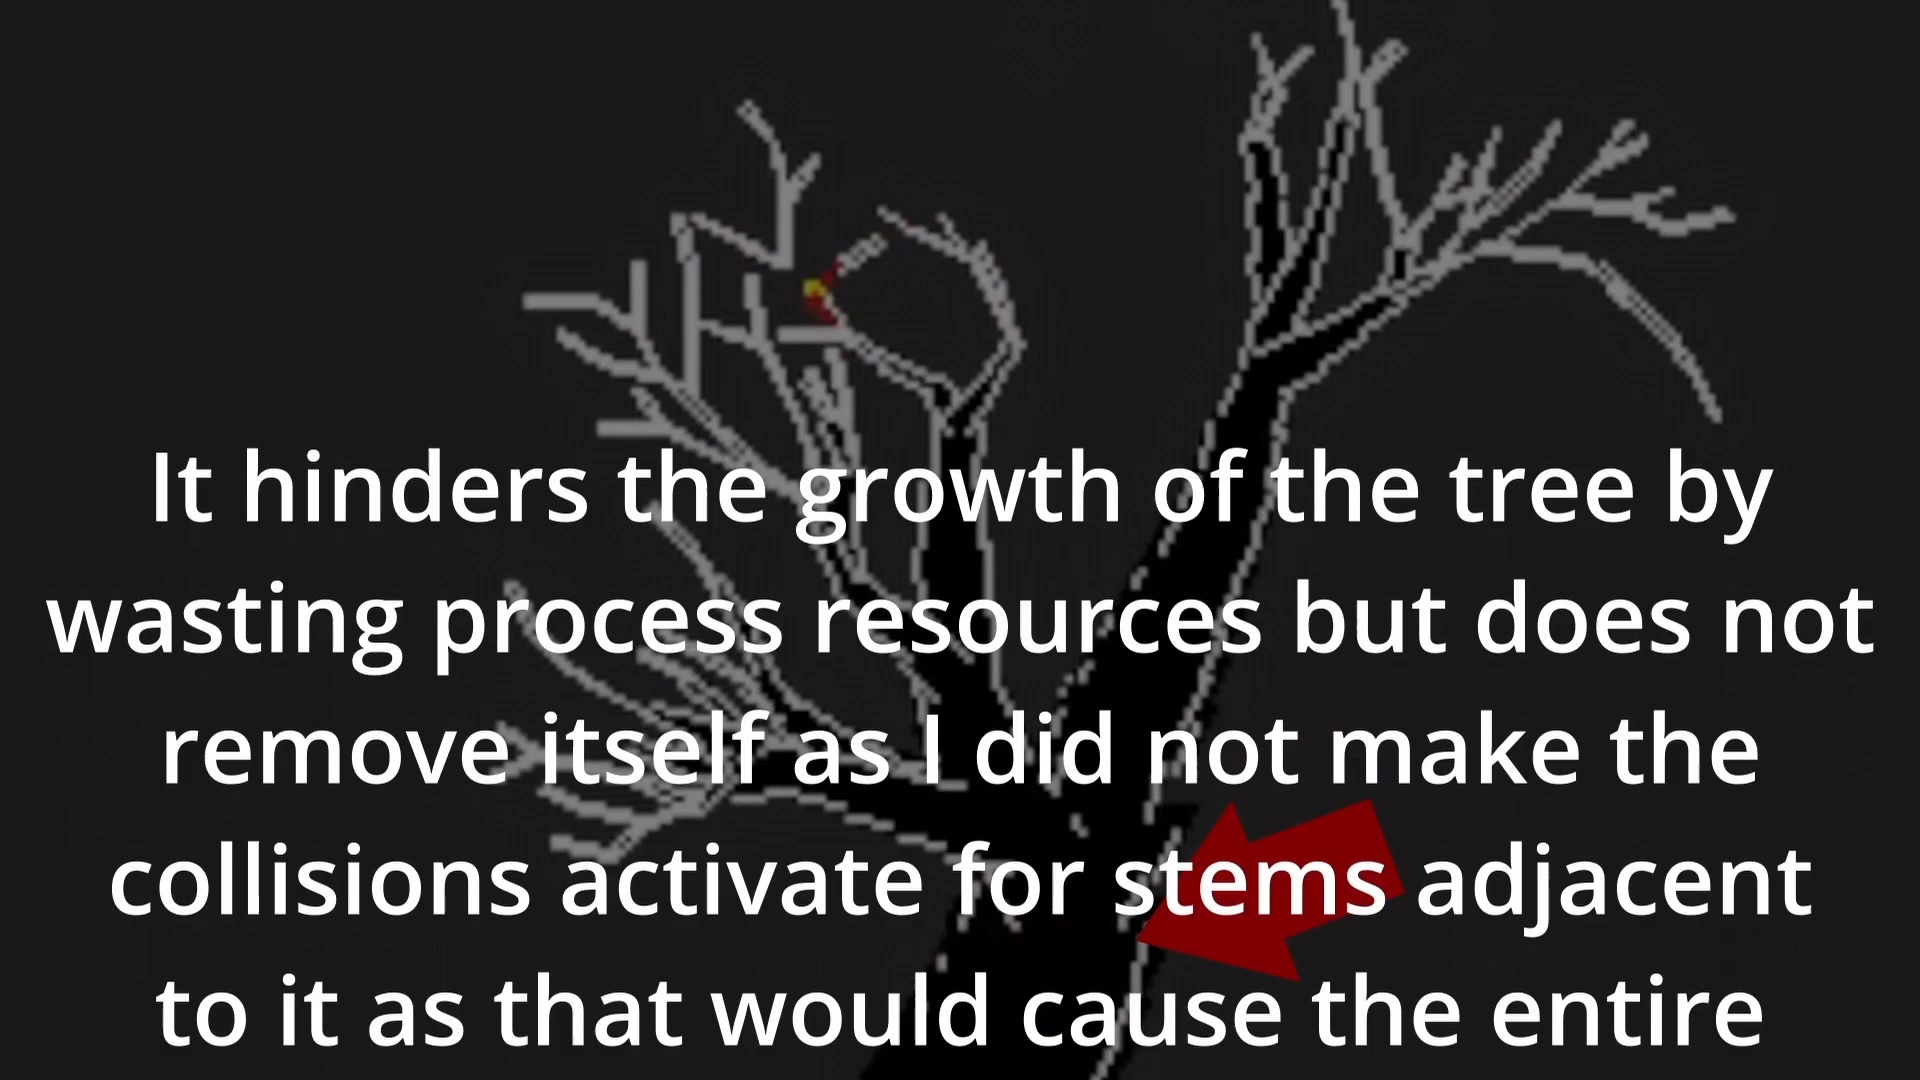 It hinders the growth of the tree by
wasting process resources but does not
remove itself as I did not make the
collisions activate for stems adjacent
to it as that would cause the entire